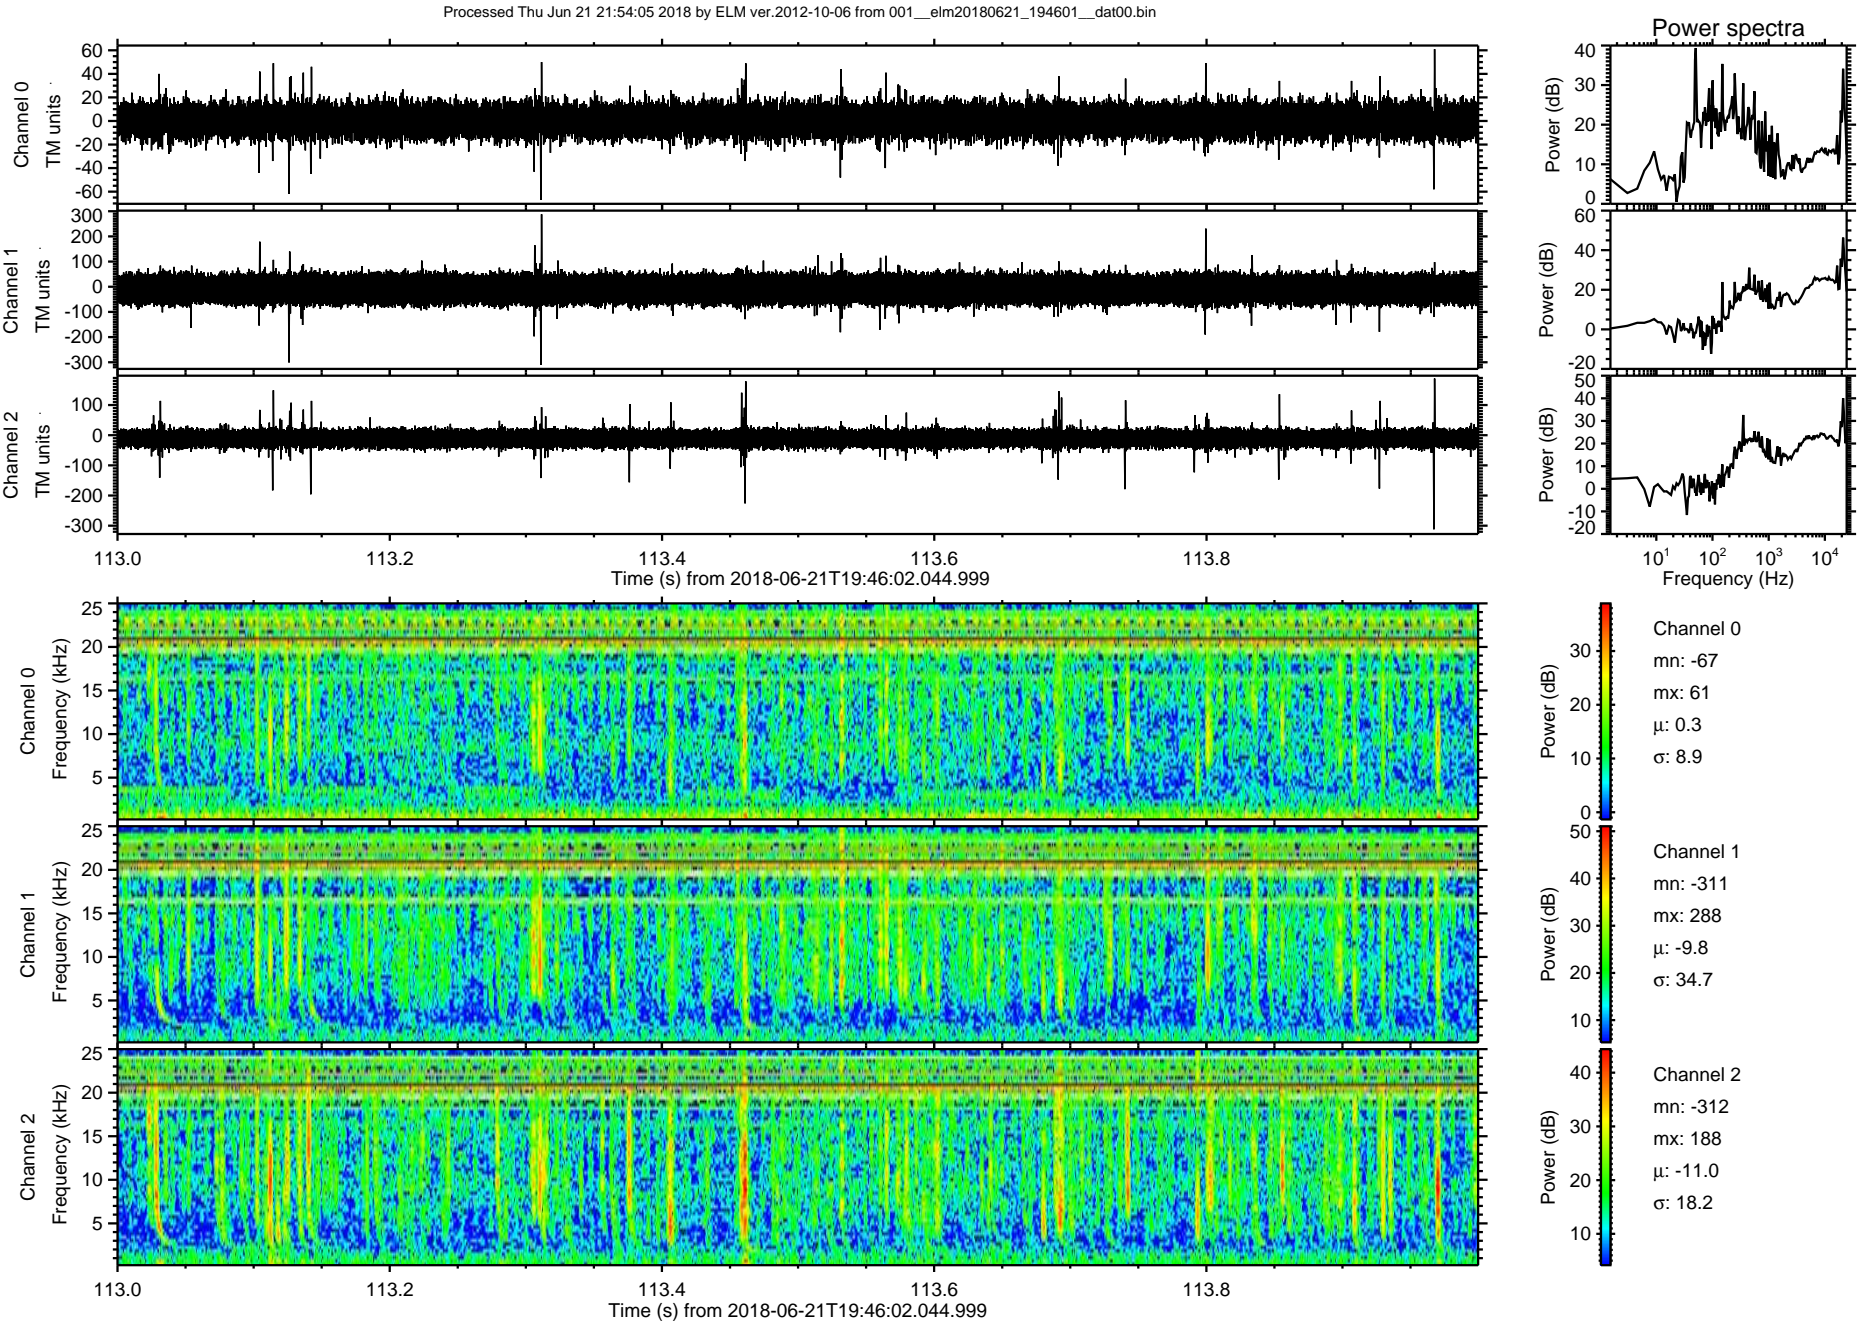 Processed Thu Jun 21 21:54:05 2018 by ELM ver.2012-10-06 from 001__elm20180621_194601__dat00.bin
Power spectra
Channel 0
TM units
60
40
20
0
-20
-40
-60
Power (dB)
40
30
20
10
0
Channel 1
TM units
300
200
100
0
-100
-200
-300
Power (dB)
60
40
20
0
-20
Channel 2
TM units
100
0
-100
-200
-300
Power (dB)
50
40
30
20
10
0
-10
-20
113.0 113.2 113.4 113.6 113.8
Time (s) from 2018-06-21T19:46:02.044.999
10^1 10^2 10^3 10^4
Frequency (Hz)
Channel 0
Frequency (kHz)
25
20
15
10
5
Power (dB)
30
20
10
0
Channel 0
mn: -67
mx: 61
μ: 0.3
σ: 8.9
Channel 1
Frequency (kHz)
25
20
15
10
5
Power (dB)
50
40
30
20
10
Channel 1
mn: -311
mx: 288
μ: -9.8
σ: 34.7
Channel 2
Frequency (kHz)
25
20
15
10
5
Power (dB)
40
30
20
10
Channel 2
mn: -312
mx: 188
μ: -11.0
σ: 18.2
113.0 113.2 113.4 113.6 113.8
Time (s) from 2018-06-21T19:46:02.044.999